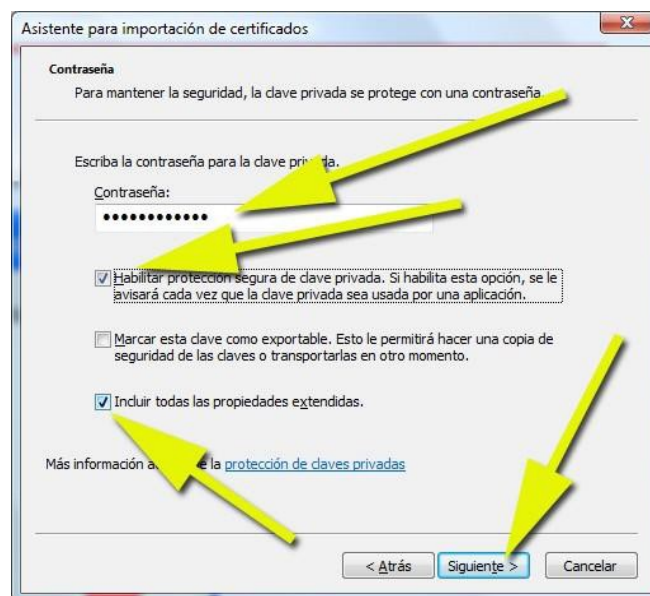 Asistente para importación de certificados
Contraseña
Para mantener la seguridad, la clave privada se protege con una contraseña.
Escriba la contraseña para la clave privada.
Contraseña:
••••••••••••
Habilitar protección segura de clave privada. Si habilita esta opción, se le
avisará cada vez que la clave privada sea usada por una aplicación.
Marcar esta clave como exportable. Esto le permitirá hacer una copia de
seguridad de las claves o transportarlas en otro momento.
Incluir todas las propiedades extendidas.
Más información la protección de claves privadas
< Atrás
Siguiente >
Cancelar